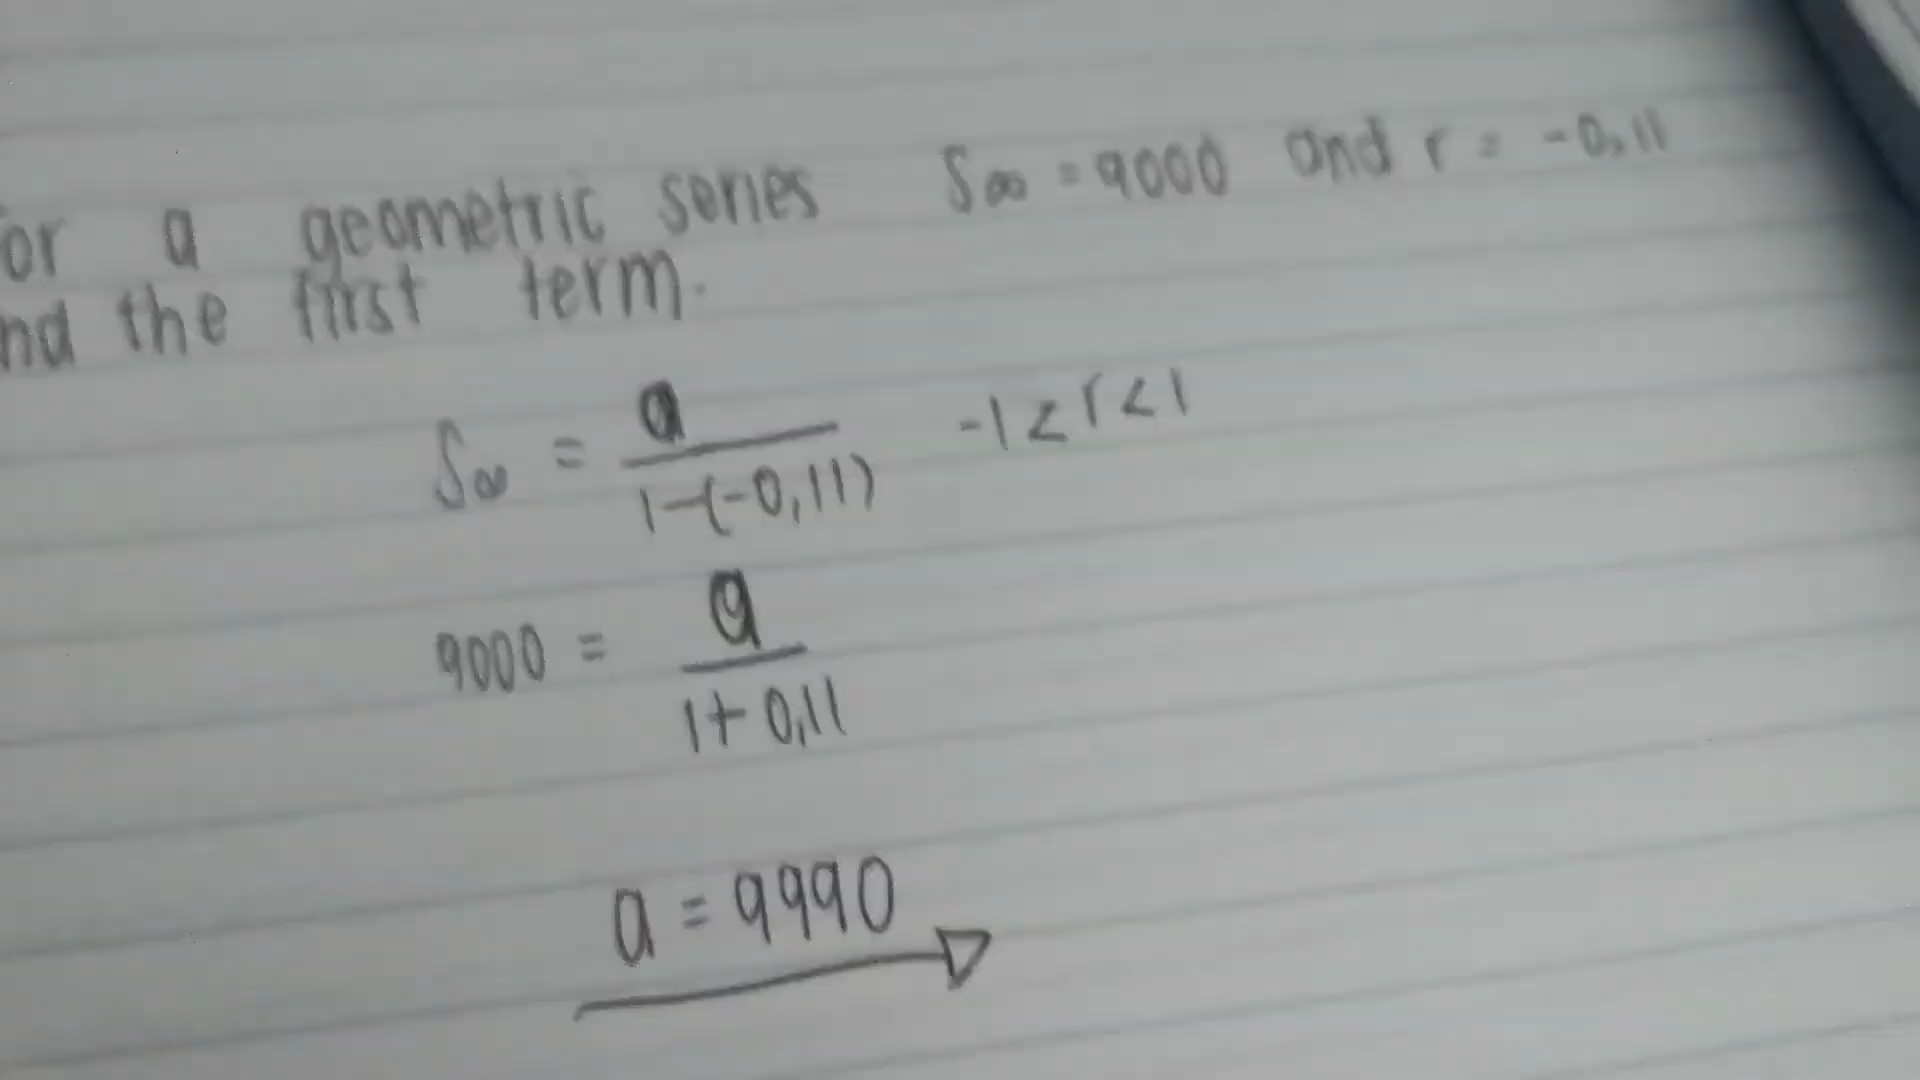 or a geometric series S∞ = 9000 and r = -0,11
nd the first term.
S∞ = a / 1-(-0,11) -1 < r < 1
9000 = a / 1+0,11
a = 9990